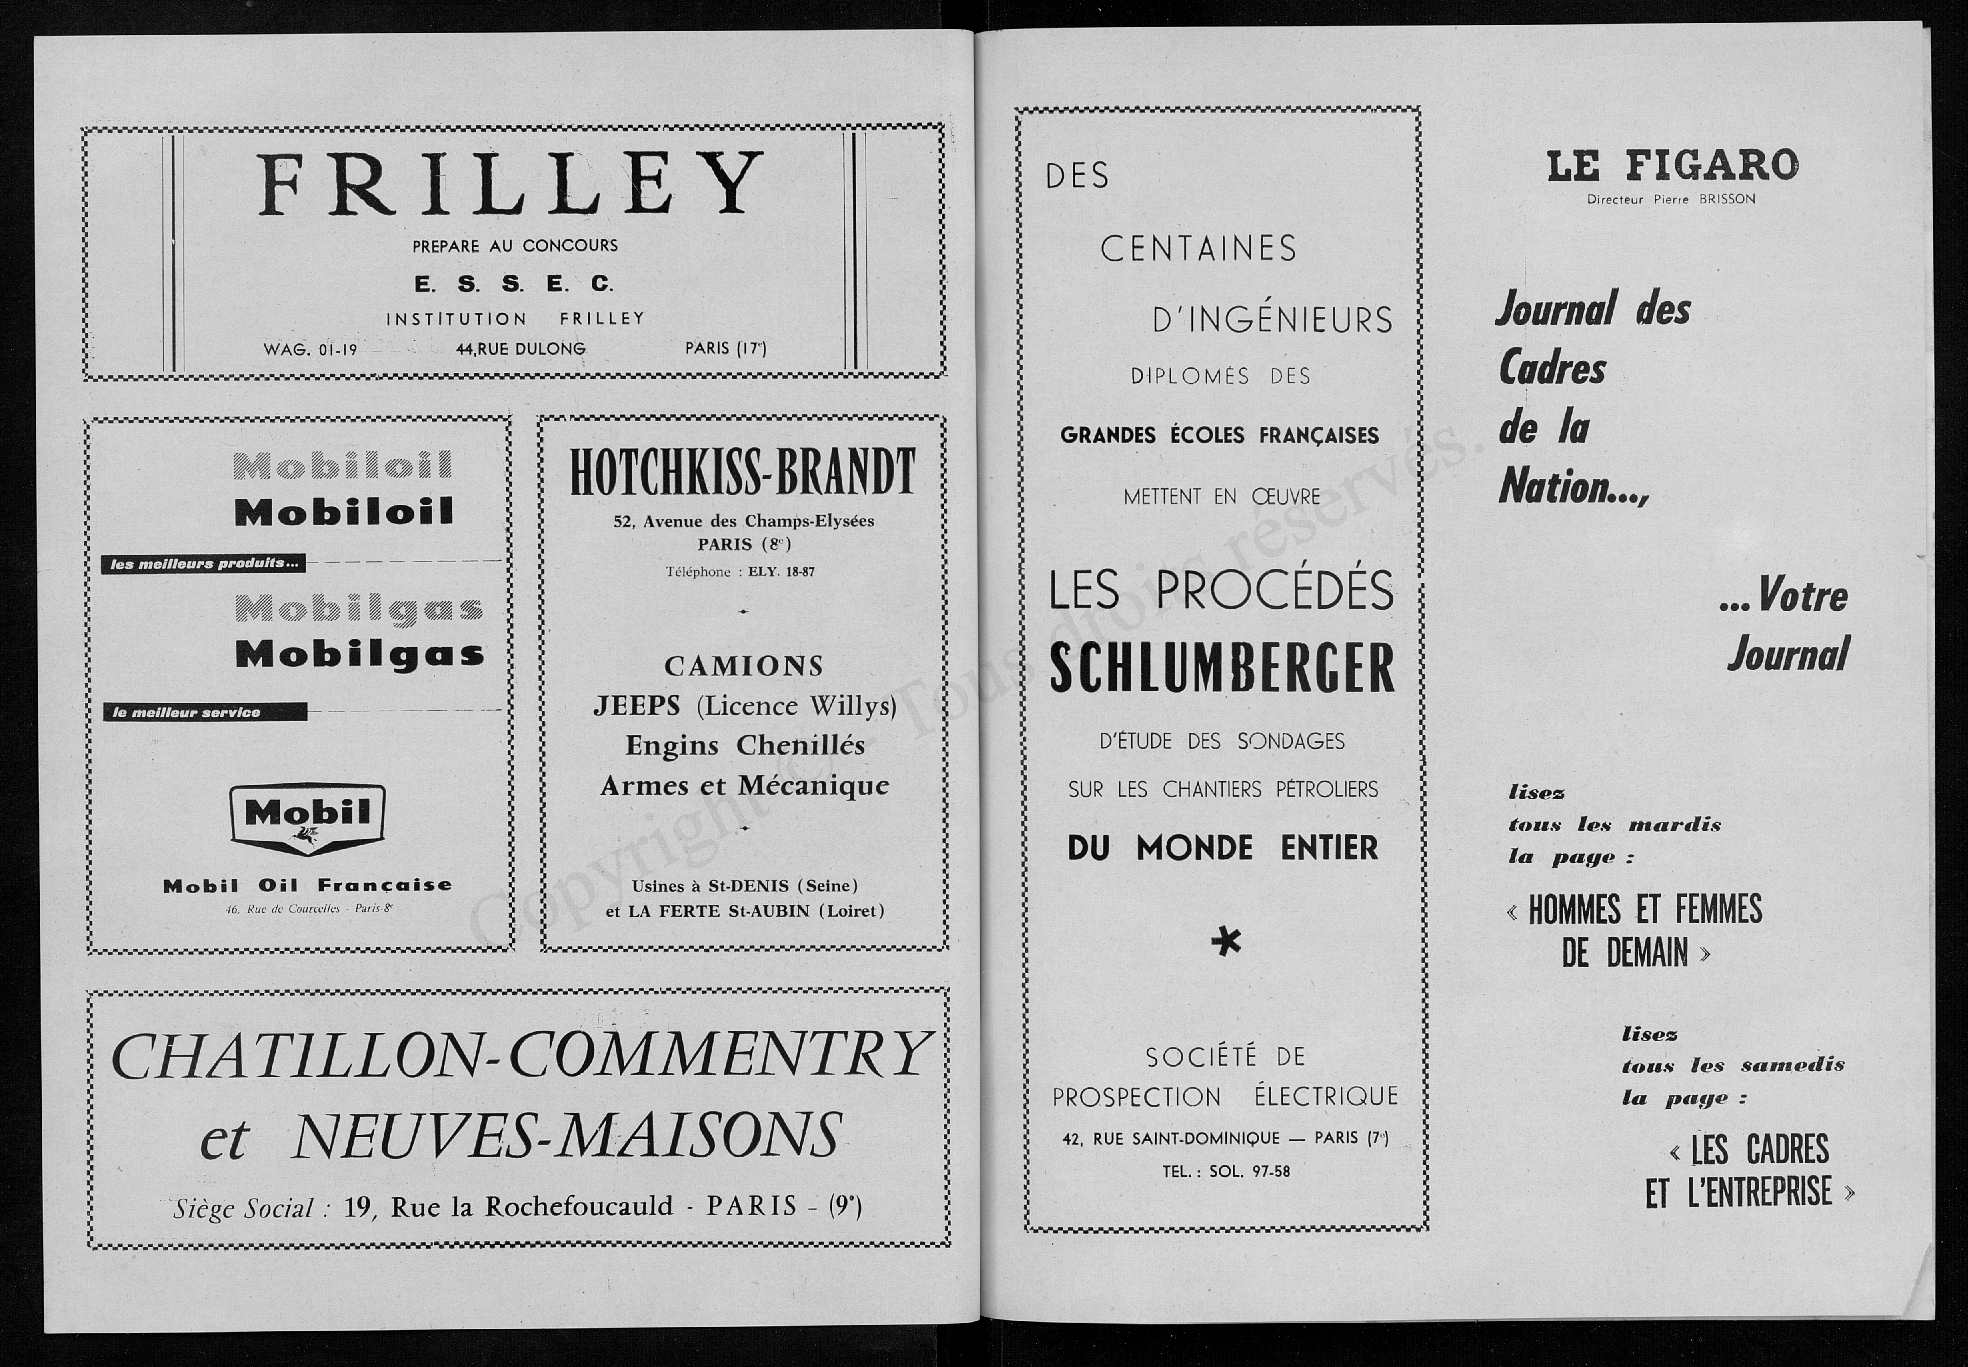 FRILLEY
PREPARE AU CONCOURS
E. S. S. E. C.
INSTITUTION FRILLEY
WAG. 01-19 44,RUE DULONG PARIS (17e)
Mobiloil
Mobiloil
les meilleurs produits...
Mobilgas
Mobilgas
le meilleur service
Mobil
Mobil Oil Française
46, Rue de Courcelles - Paris-8e
HOTCHKISS-BRANDT
52, Avenue des Champs-Elysées
PARIS (8e)
Téléphone : ELY. 18-87
CAMIONS
JEEPS (Licence Willys)
Engins Chenillés
Armes et Mécanique
Usines à St-DENIS (Seine)
et LA FERTE St-AUBIN (Loiret)
CHATILLON-COMMENTRY
et NEUVES-MAISONS
Siège Social : 19, Rue la Rochefoucauld - PARIS - (9e)
DES
CENTAINES
D'INGÉNIEURS
DIPLOMÉS DES
GRANDES ÉCOLES FRANÇAISES
METTENT EN ŒUVRE
LES PROCÉDÉS
SCHLUMBERGER
D'ÉTUDE DES SONDAGES
SUR LES CHANTIERS PÉTROLIERS
DU MONDE ENTIER
*
SOCIÉTÉ DE
PROSPECTION ÉLECTRIQUE
42, RUE SAINT-DOMINIQUE — PARIS (7e)
TEL. : SOL. 97-58
LE FIGARO
Directeur Pierre BRISSON
Journal des
Cadres
de la
Nation...,
...Votre
Journal
lisez
tous les mardis
la page :
« HOMMES ET FEMMES
DE DEMAIN »
lisez
tous les samedis
la page :
« LES CADRES
ET L'ENTREPRISE »
Copyright © - Tous droits réservés.